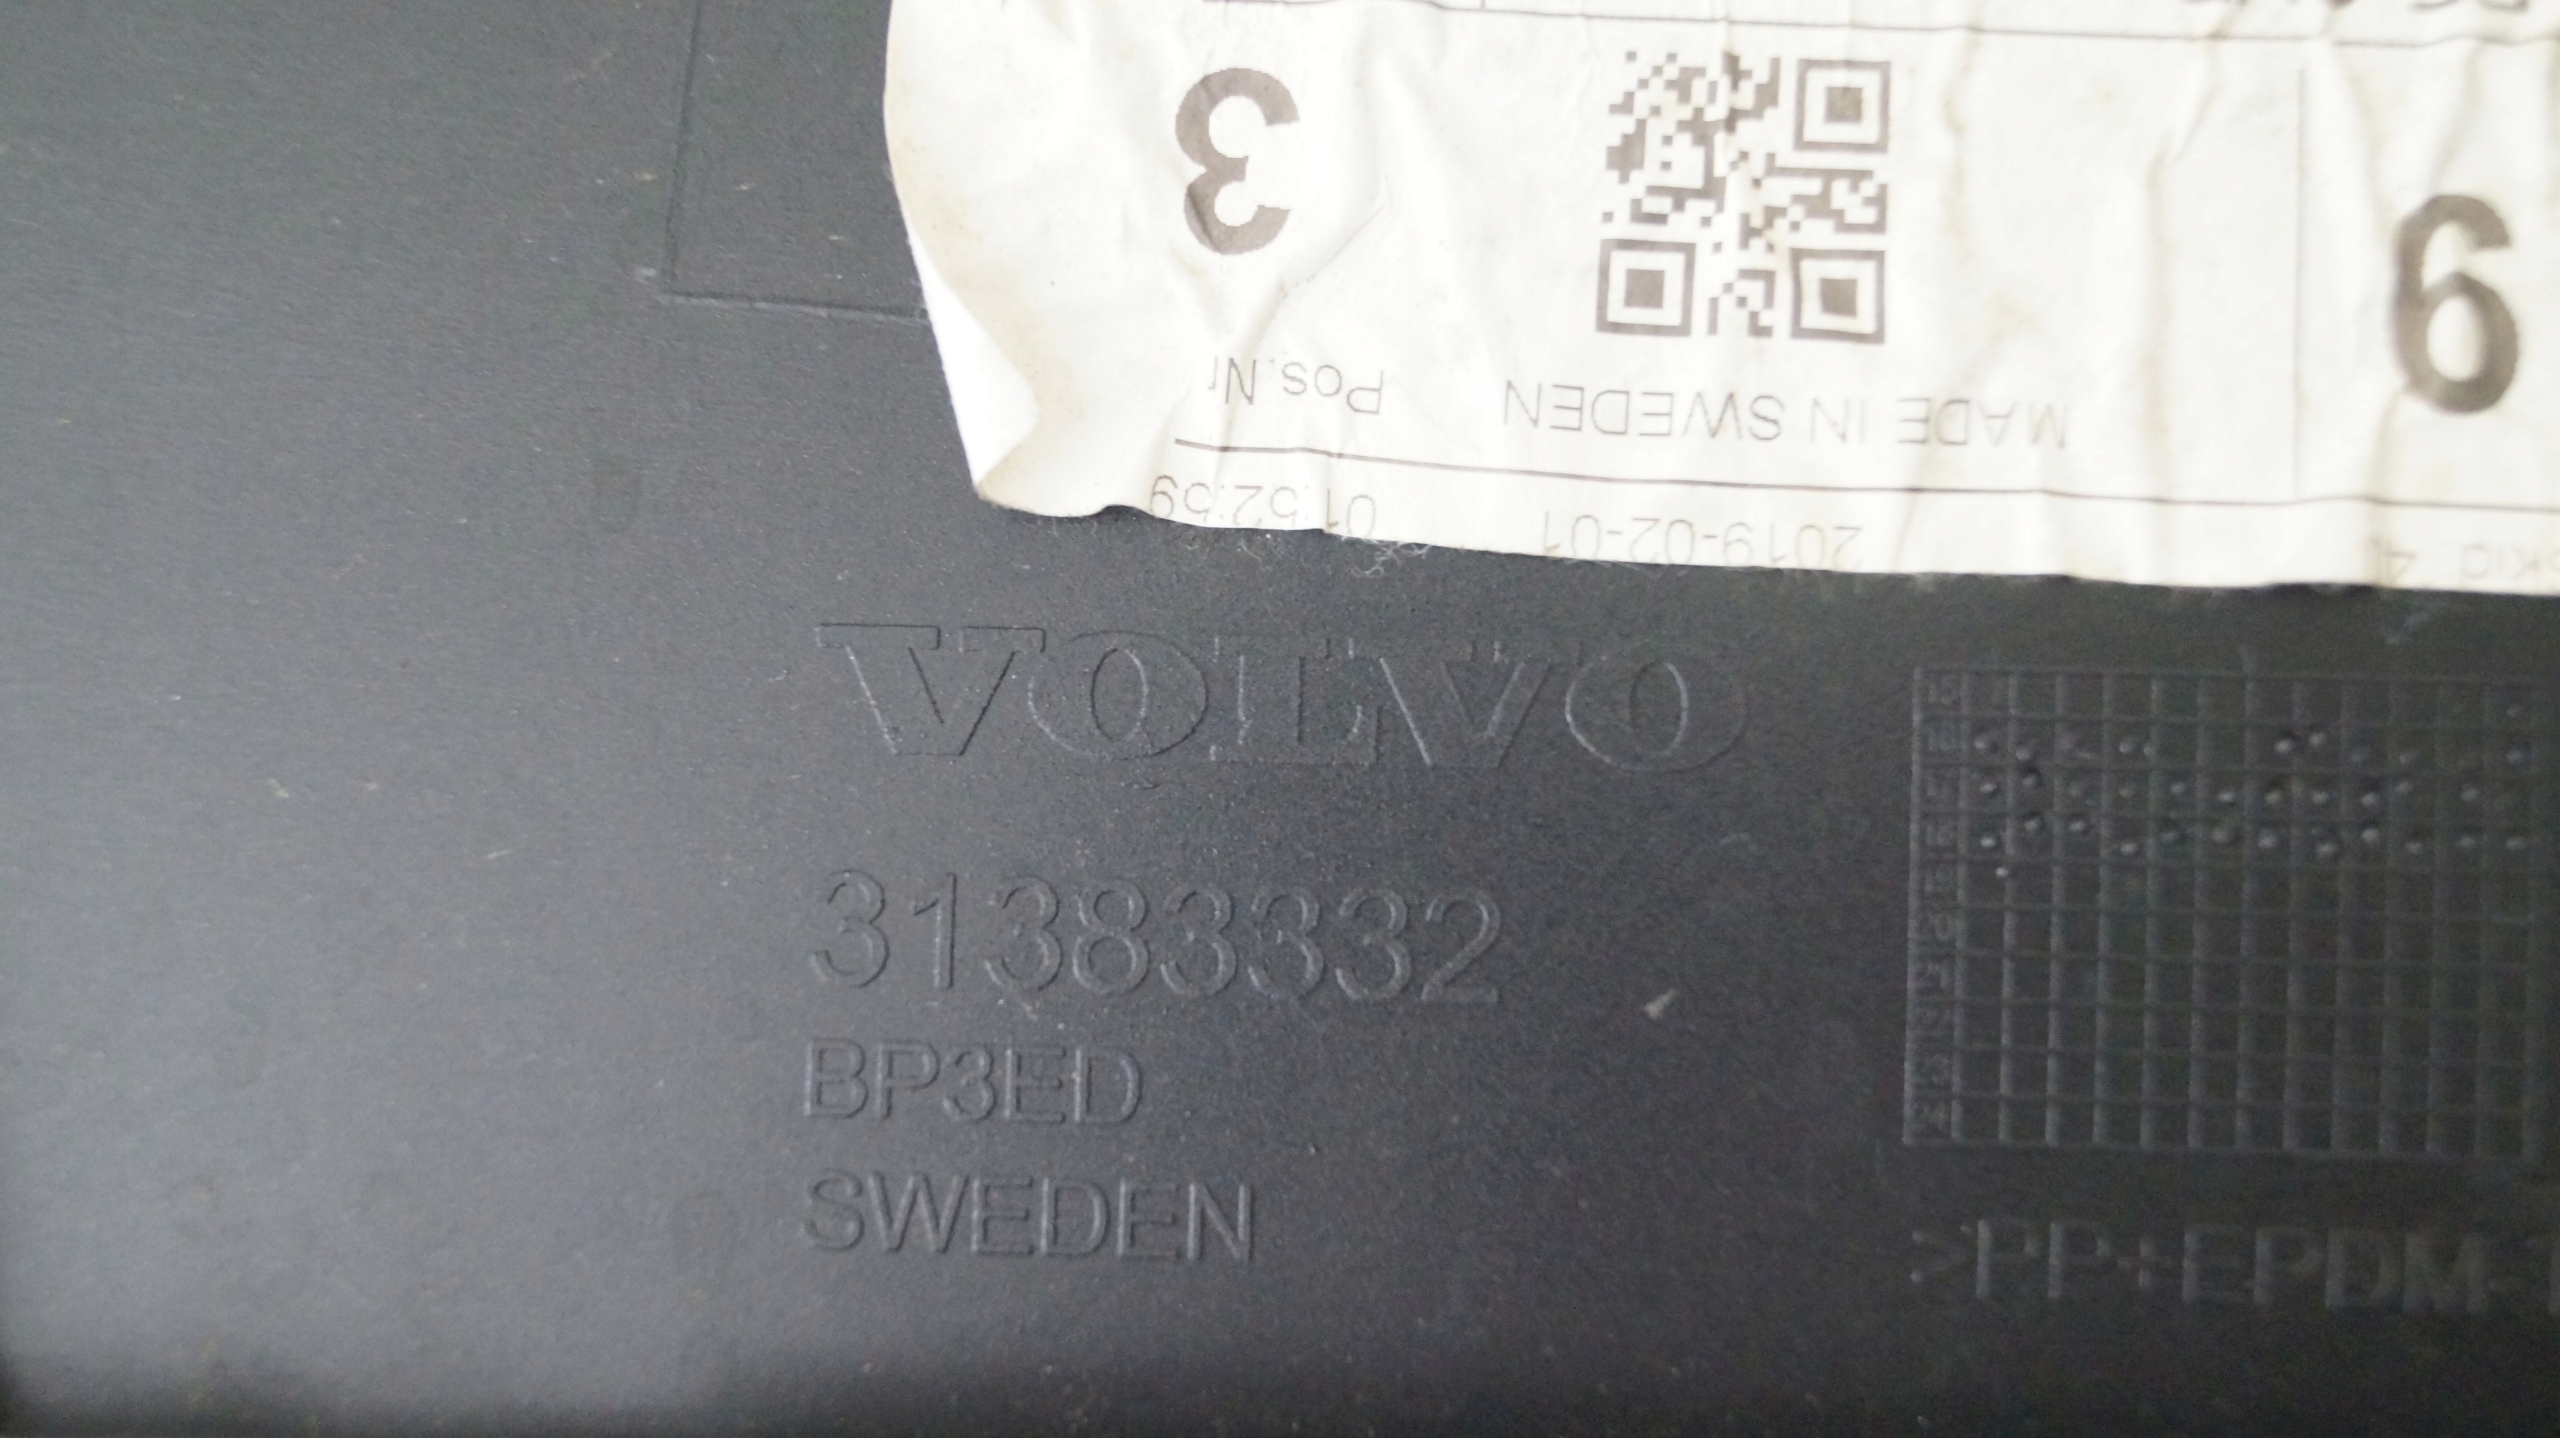 3
6
Pos.Nr
MADE IN SWEDEN
01:52:59
2019-02-01
VOLVO
31383332
BP3ED
SWEDEN
>PP+EPDM-T